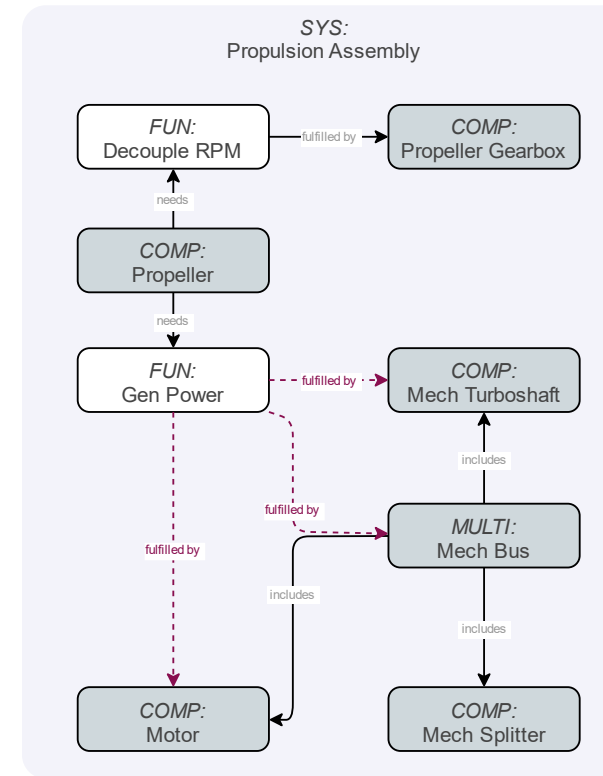 SYS:
Propulsion Assembly
FUN:
Decouple RPM
fulfilled by
COMP:
Propeller Gearbox
needs
COMP:
Propeller
needs
FUN:
Gen Power
fulfilled by
COMP:
Mech Turboshaft
includes
fulfilled by
MULTI:
Mech Bus
fulfilled by
includes
includes
COMP:
Motor
COMP:
Mech Splitter